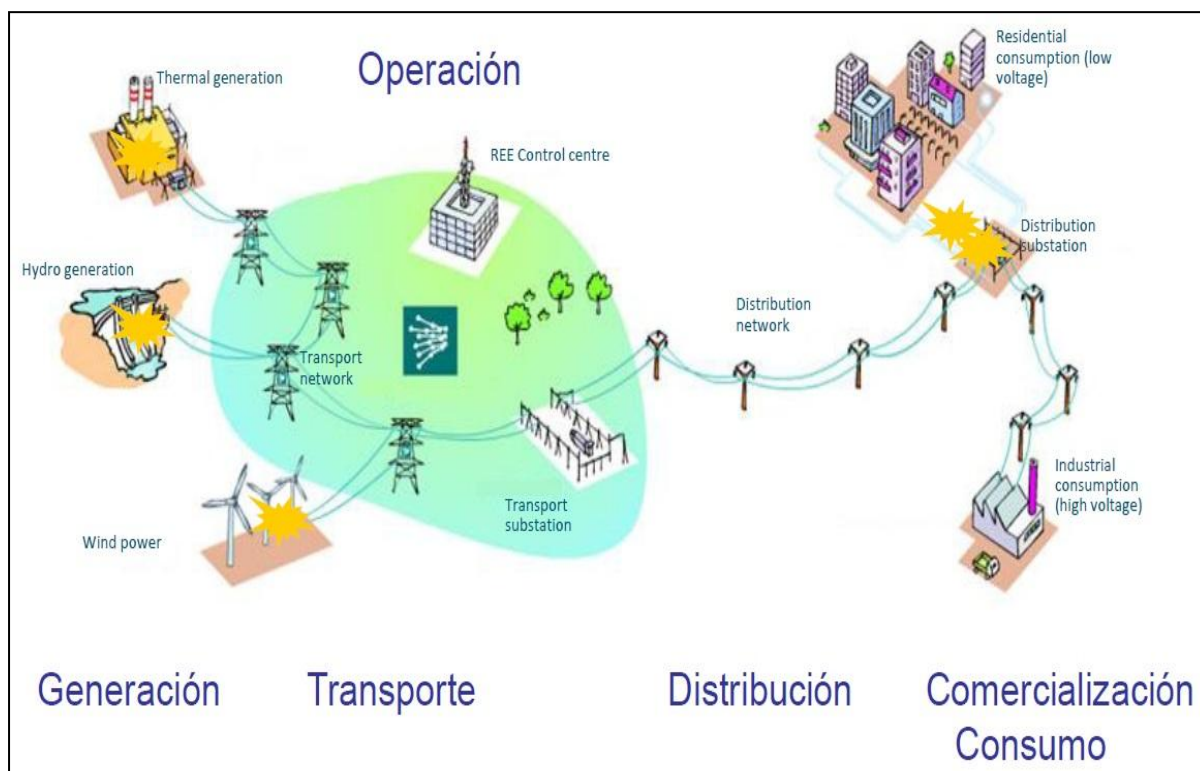 Operación
Thermal generation
REE Control centre
Residential
consumption (low
voltage)
Hydro generation
Distribution
substation
Distribution
network
Transport
network
Transport
substation
Industrial
consumption
(high voltage)
Wind power
Generación
Transporte
Distribución
Comercialización
Consumo